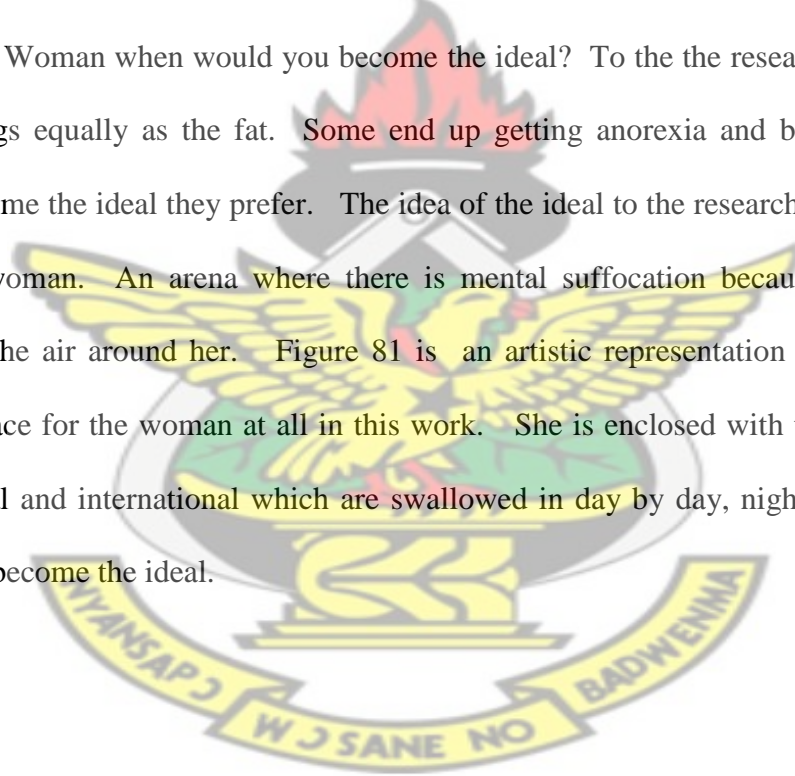 Woman when would you become the ideal? To the the resea
gs equally as the fat. Some end up getting anorexia and b
me the ideal they prefer. The idea of the ideal to the research
woman. An arena where there is mental suffocation becau
he air around her. Figure 81 is an artistic representation
ace for the woman at all in this work. She is enclosed with
l and international which are swallowed in day by day, nigh
become the ideal.
NYANSAPƆ
WƆSANE NO
BADWENMA